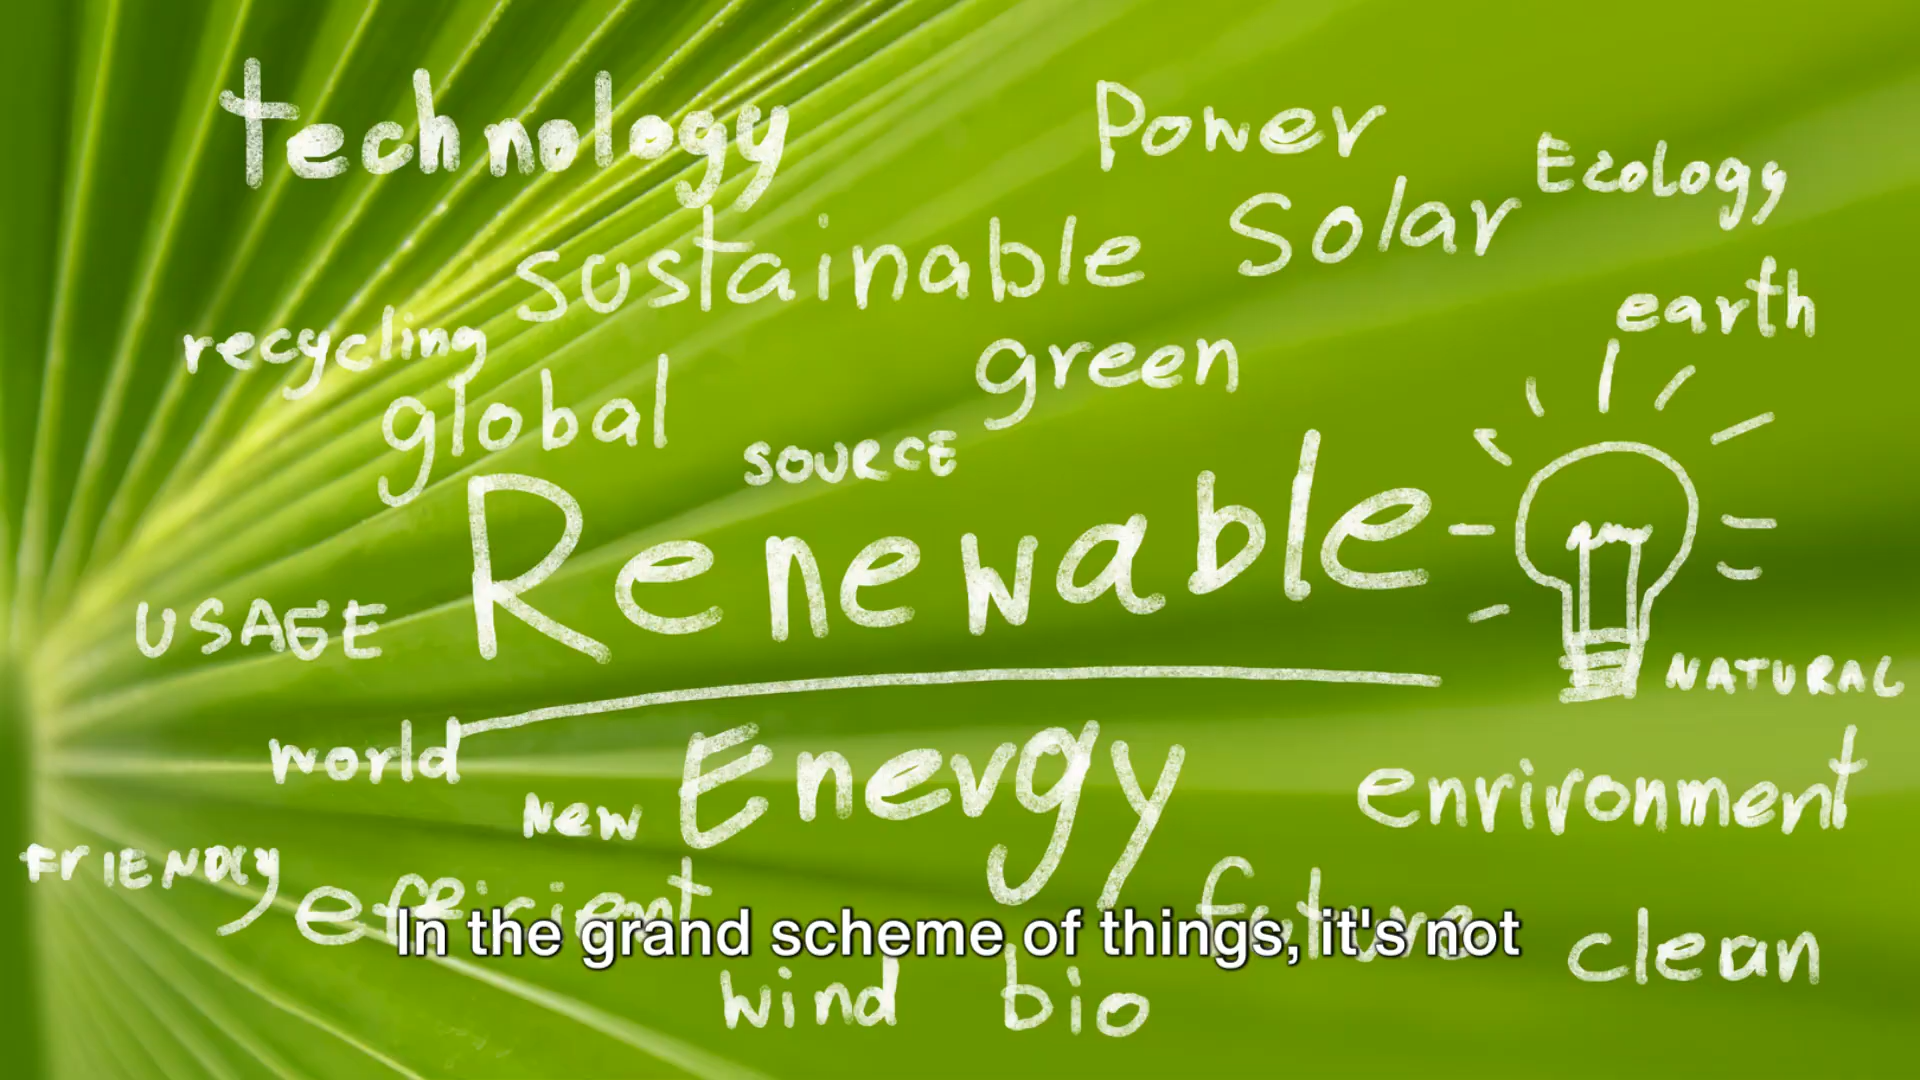 technology
Power
Ecology
sustainable
Solar
earth
recycling
green
global
SOURCE
Renewable
USAGE
NATURAL
world
Energy
New
environment
FRIENDLY
efficient
future
In the grand scheme of things, it's not
clean
wind
bio